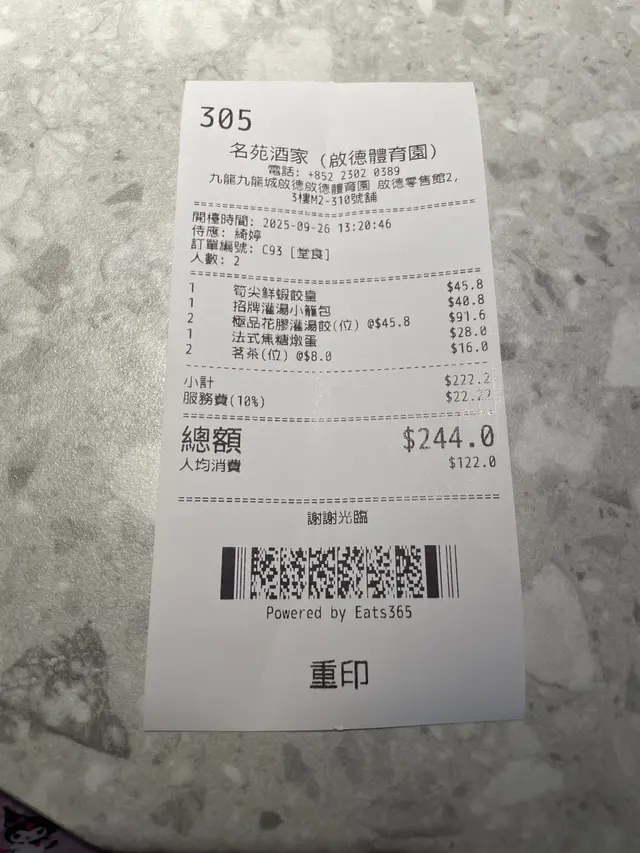 305
名苑酒家（啟德體育園）
電話: +852 2302 0389
九龍九龍城啟德啟德體育園 啟德零售館2,
3樓M2-310號舖
開檯時間: 2025-09-26 13:20:46
侍應: 綺婷
訂單編號: C93 [堂食]
人數: 2
1 筍尖鮮蝦餃皇 $45.8
1 招牌灌湯小籠包 $40.8
2 極品花膠灌湯餃(位) @$45.8 $91.6
1 法式焦糖燉蛋 $28.0
2 茗茶(位) @$8.0 $16.0
小計 $222.2
服務費(10%) $22.22
總額 $244.0
人均消費 $122.0
謝謝光臨
Powered by Eats365
重印